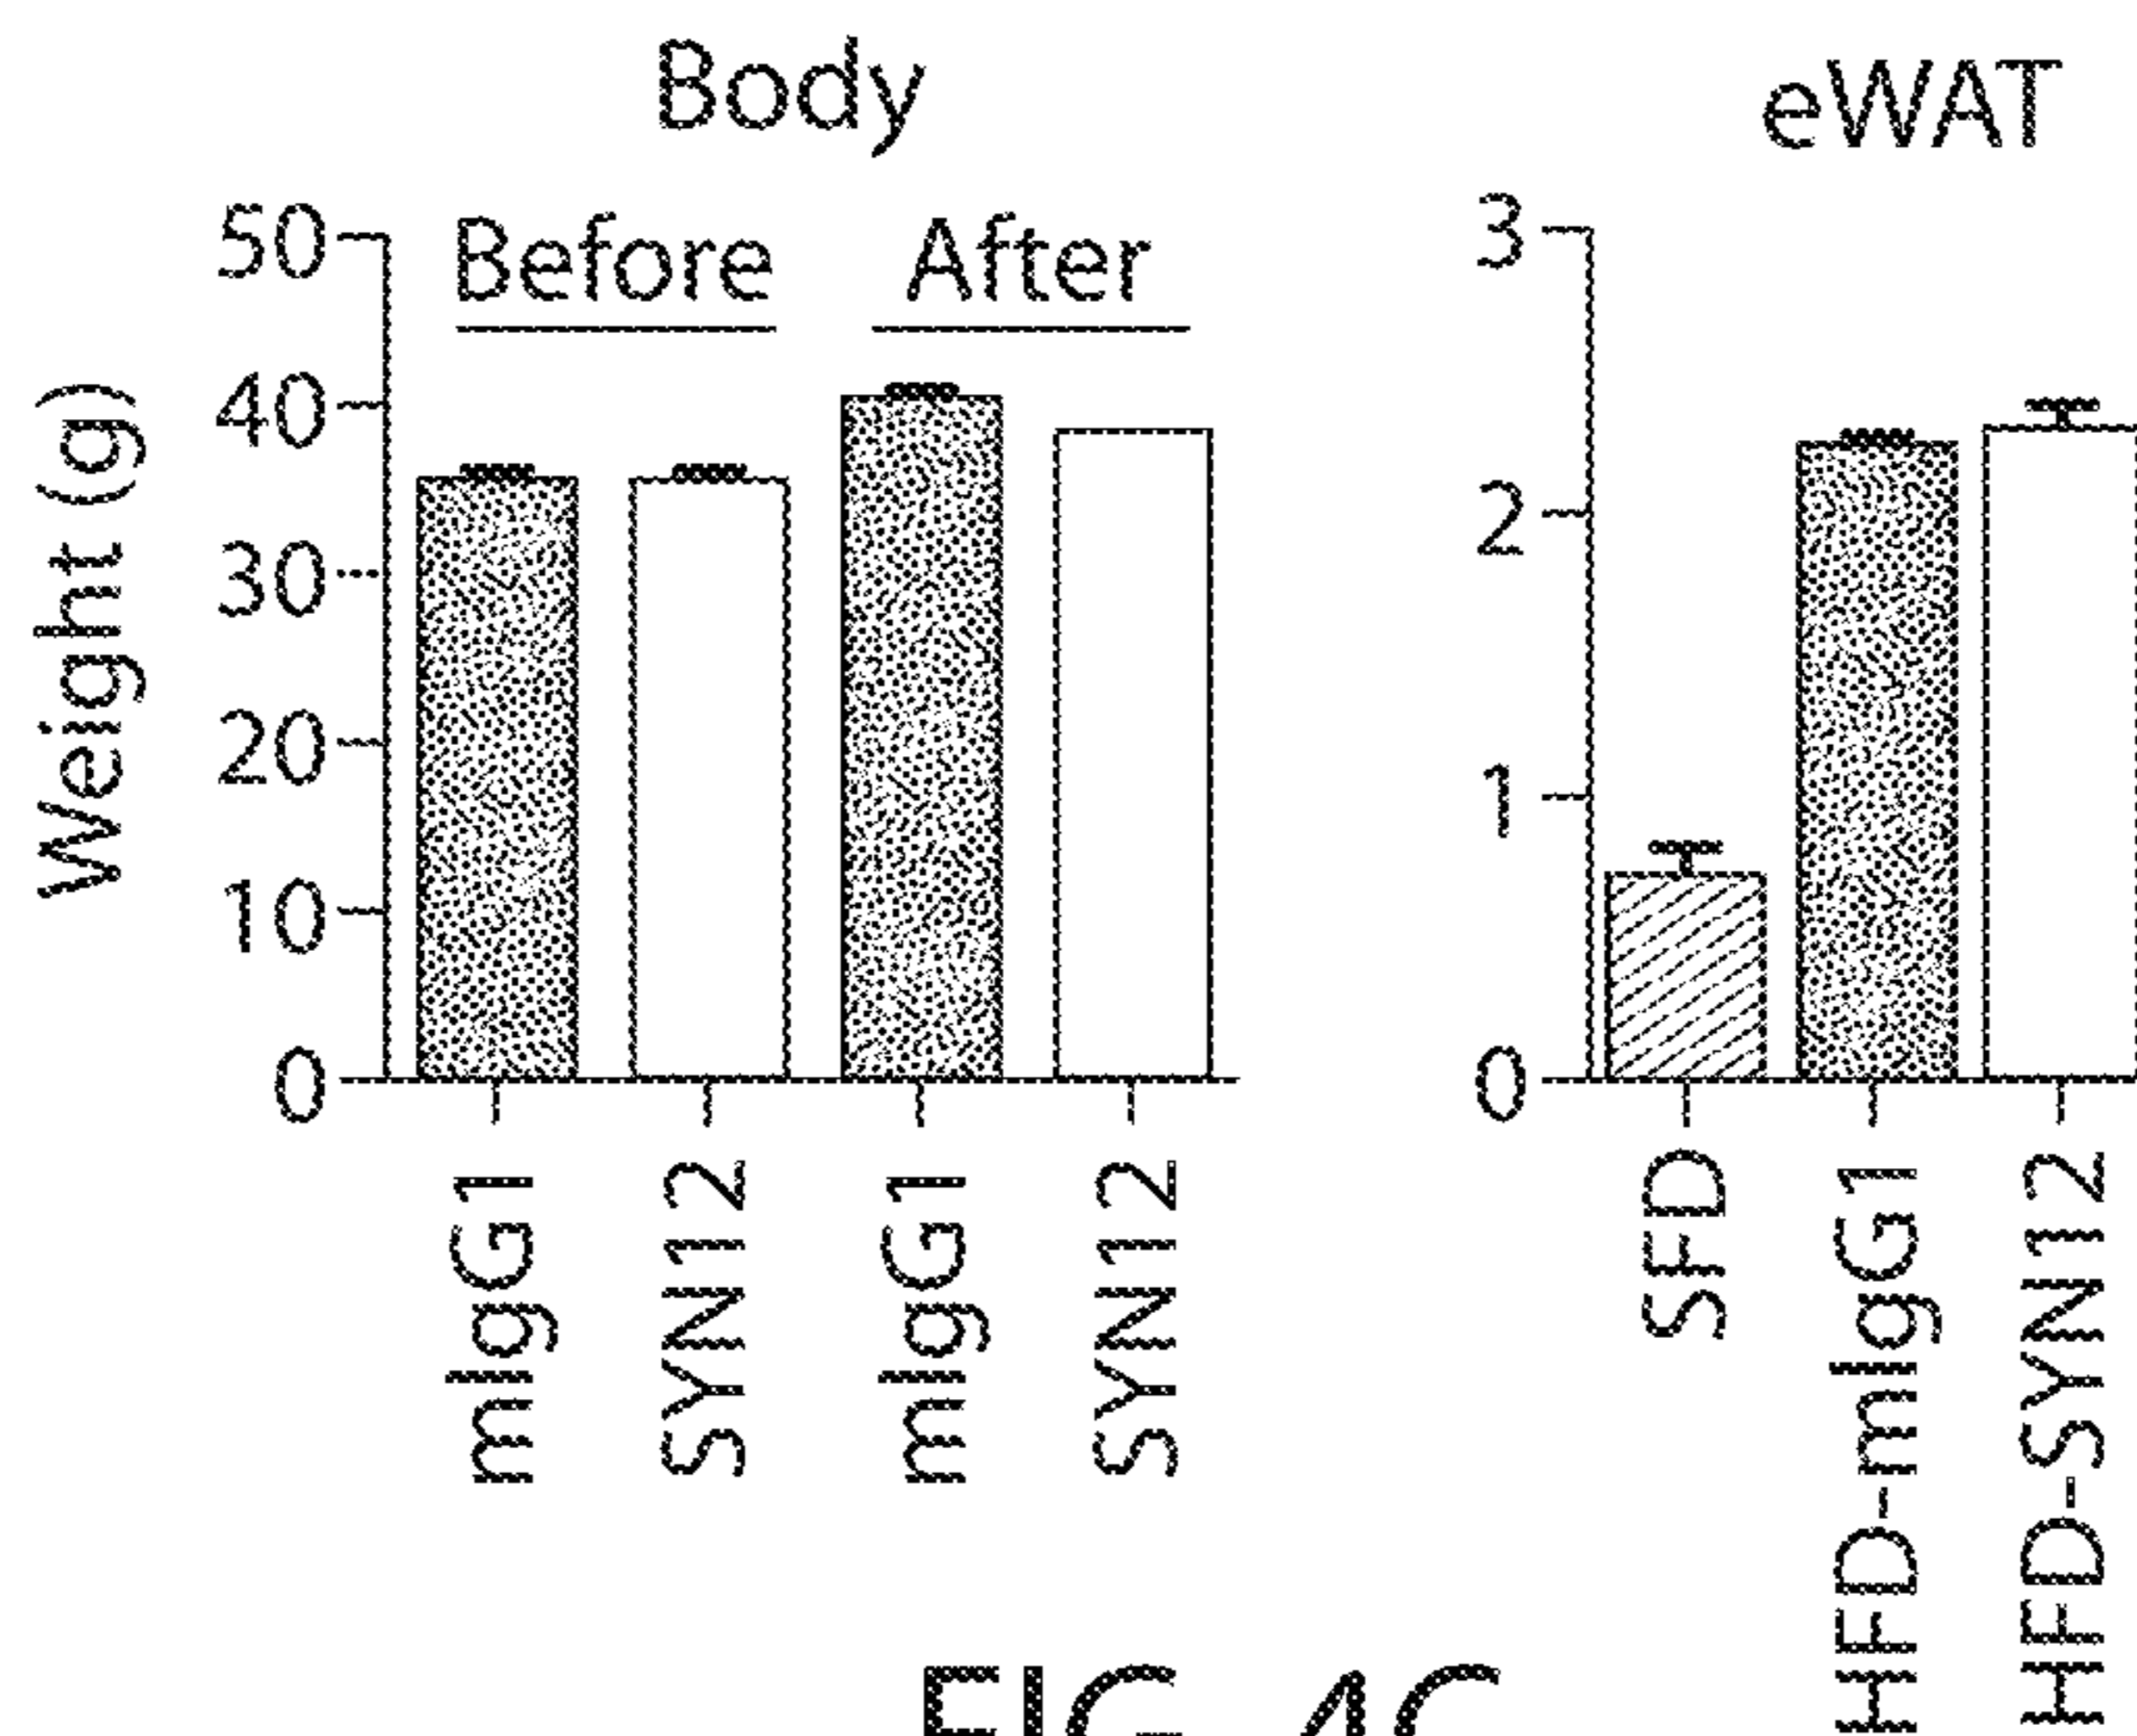 Body
Before
After
Weight (g)
50
40
30
20
10
0
mIgG1
SYN12
mIgG1
SYN12
eWAT
3
2
1
0
SFD
HFD-mIgG1
HFD-SYN12
FIG. 4C